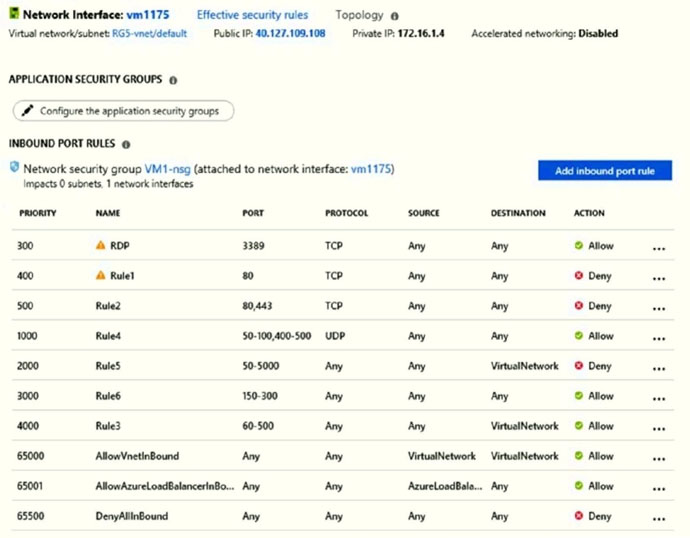 Network Interface: vm1175 Effective security rules Topology
Virtual network/subnet: RG5-vnet/default Public IP: 40.127.109.108 Private IP: 172.16.1.4 Accelerated networking: Disabled
APPLICATION SECURITY GROUPS
Configure the application security groups
INBOUND PORT RULES
Network security group VM1-nsg (attached to network interface: vm1175)
Impacts 0 subnets, 1 network interfaces
Add inbound port rule
PRIORITY NAME PORT PROTOCOL SOURCE DESTINATION ACTION
300 RDP 3389 TCP Any Any Allow ...
400 Rule1 80 TCP Any Any Deny ...
500 Rule2 80,443 TCP Any Any Deny ...
1000 Rule4 50-100,400-500 UDP Any Any Allow ...
2000 Rule5 50-5000 Any Any VirtualNetwork Deny ...
3000 Rule6 150-300 Any Any Any Allow ...
4000 Rule3 60-500 Any Any VirtualNetwork Allow ...
65000 AllowVnetInBound Any Any VirtualNetwork VirtualNetwork Allow ...
65001 AllowAzureLoadBalancerInBo... Any Any AzureLoadBala... Any Allow ...
65500 DenyAllInBound Any Any Any Any Deny ...